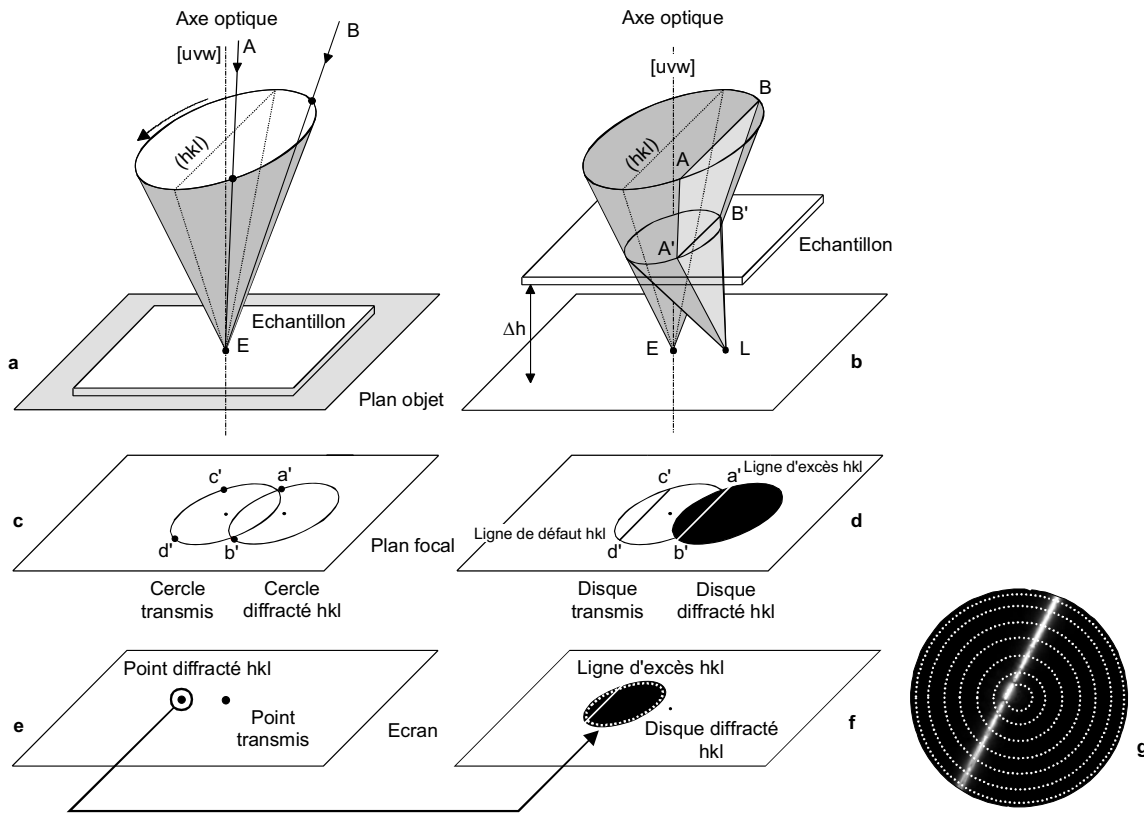 Axe optique
[uvw]
A
B
(hkl)
Echantillon
E
a
Plan objet
Axe optique
[uvw]
B
(hkl)
A
B'
A'
Echantillon
Δh
E
L
b
c'
a'
c
d'
b'
Plan focal
Cercle
transmis
Cercle
diffracté hkl
Ligne d'excès hkl
c'
a'
Ligne de défaut hkl
d'
b'
d
Disque
transmis
Disque
diffracté hkl
Point diffracté hkl
e
Point
transmis
Ecran
Ligne d'excès hkl
Disque diffracté
hkl
f
g